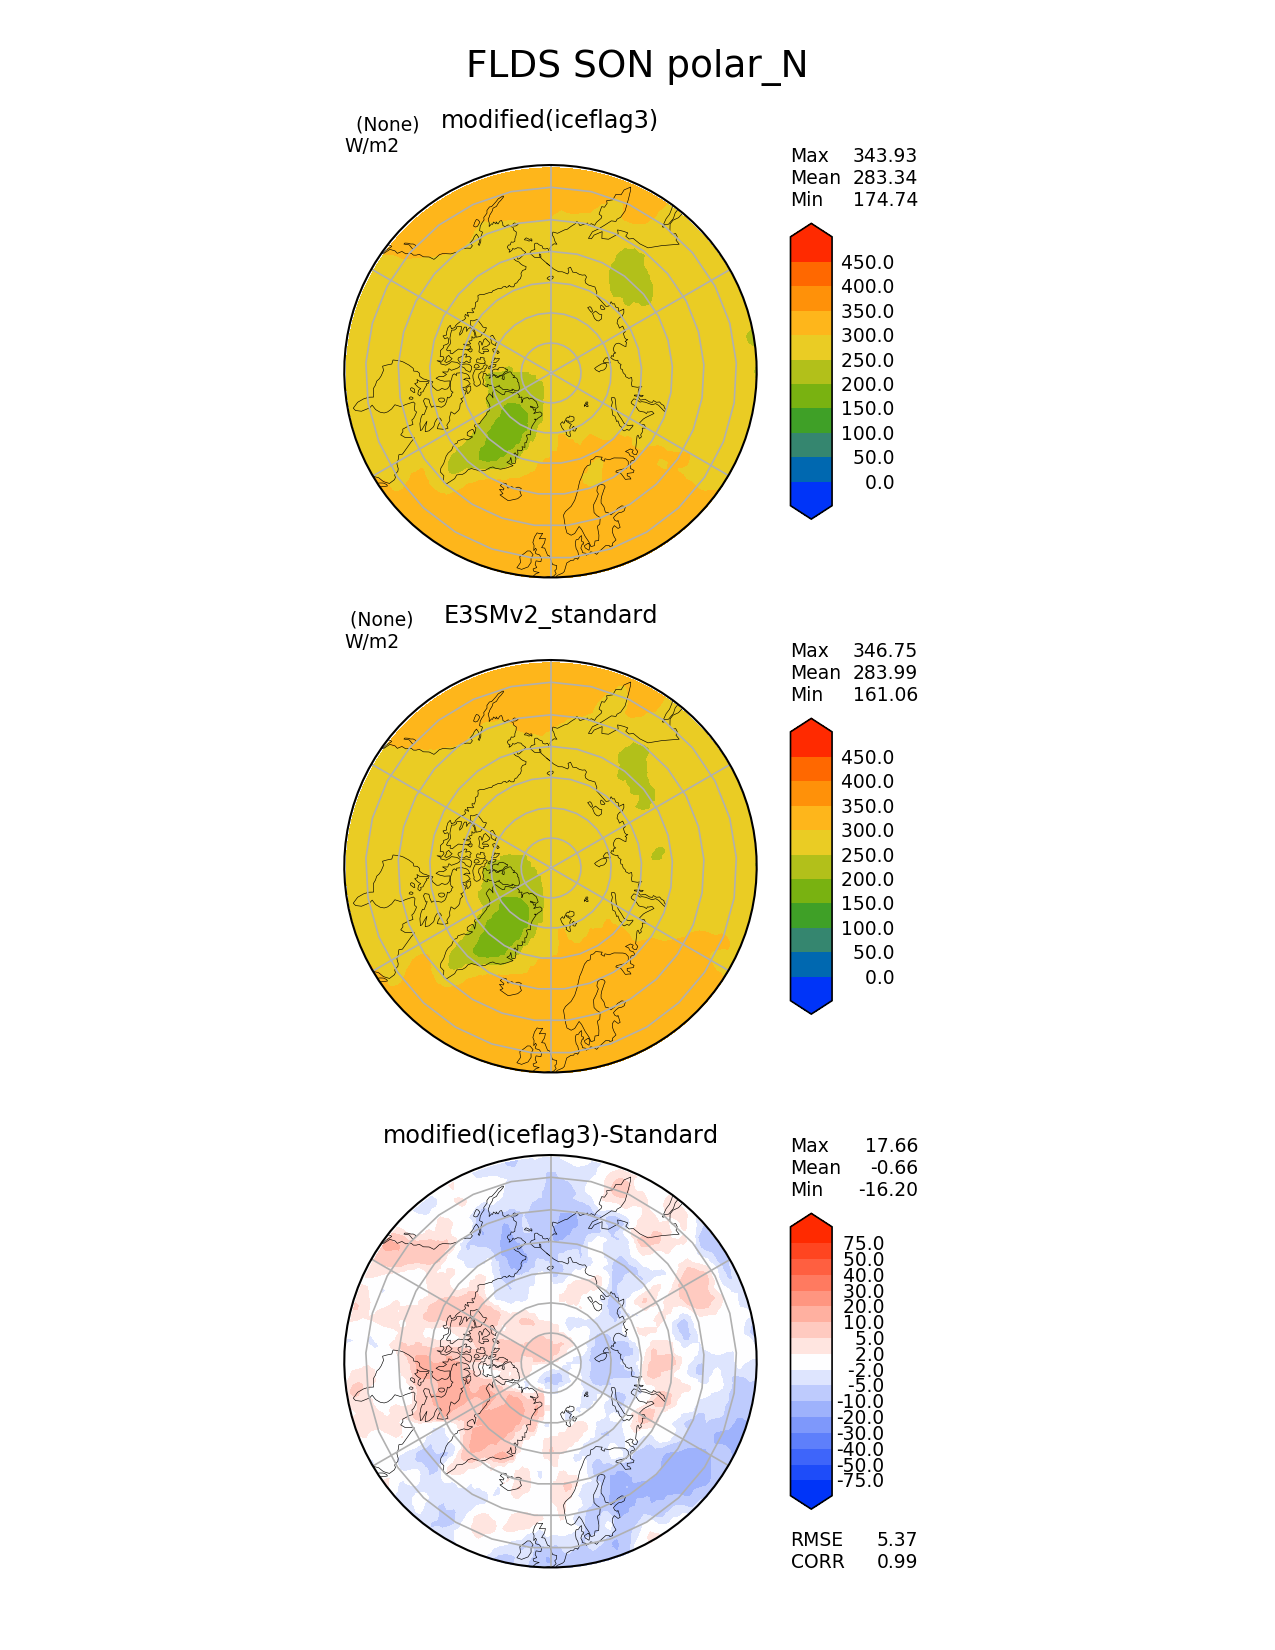 FLDS SON polar_N
(None) modified(iceflag3)
W/m2
Max 343.93
Mean 283.34
Min 174.74
450.0
400.0
350.0
300.0
250.0
200.0
150.0
100.0
50.0
0.0
(None) E3SMv2_standard
W/m2
Max 346.75
Mean 283.99
Min 161.06
450.0
400.0
350.0
300.0
250.0
200.0
150.0
100.0
50.0
0.0
modified(iceflag3)-Standard
Max 17.66
Mean -0.66
Min -16.20
75.0
50.0
40.0
30.0
20.0
10.0
5.0
2.0
-2.0
-5.0
-10.0
-20.0
-30.0
-40.0
-50.0
-75.0
RMSE 5.37
CORR 0.99